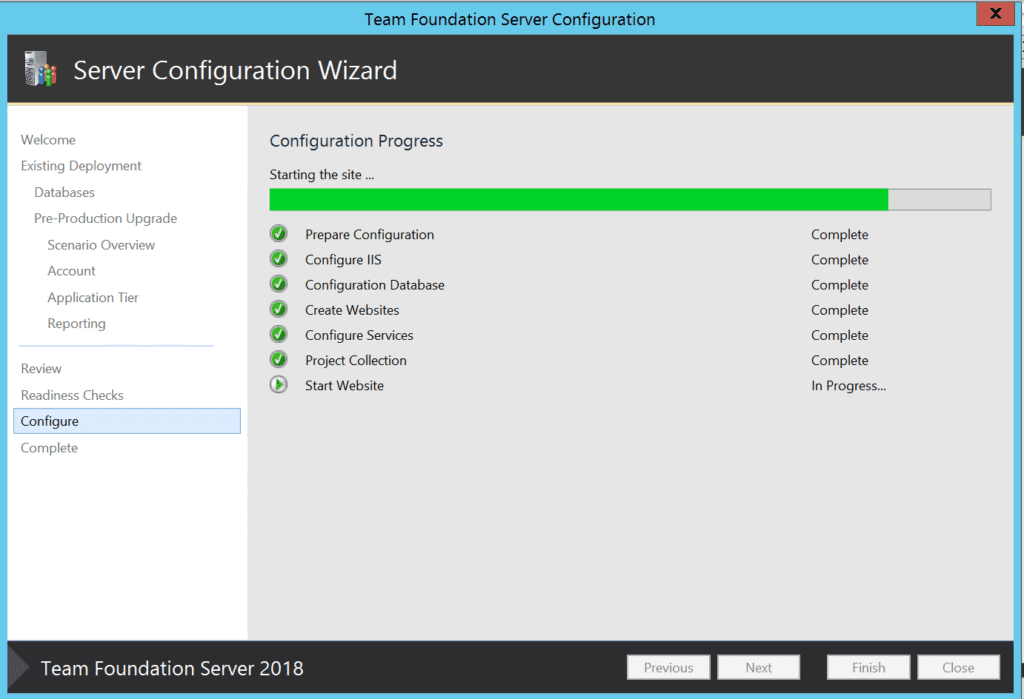 Team Foundation Server Configuration
X
Server Configuration Wizard
Welcome
Existing Deployment
Databases
Pre-Production Upgrade
Scenario Overview
Account
Application Tier
Reporting
Review
Readiness Checks
Configure
Complete
Configuration Progress
Starting the site ...
Prepare Configuration Complete
Configure IIS Complete
Configuration Database Complete
Create Websites Complete
Configure Services Complete
Project Collection Complete
Start Website In Progress...
Team Foundation Server 2018
Previous Next Finish Close